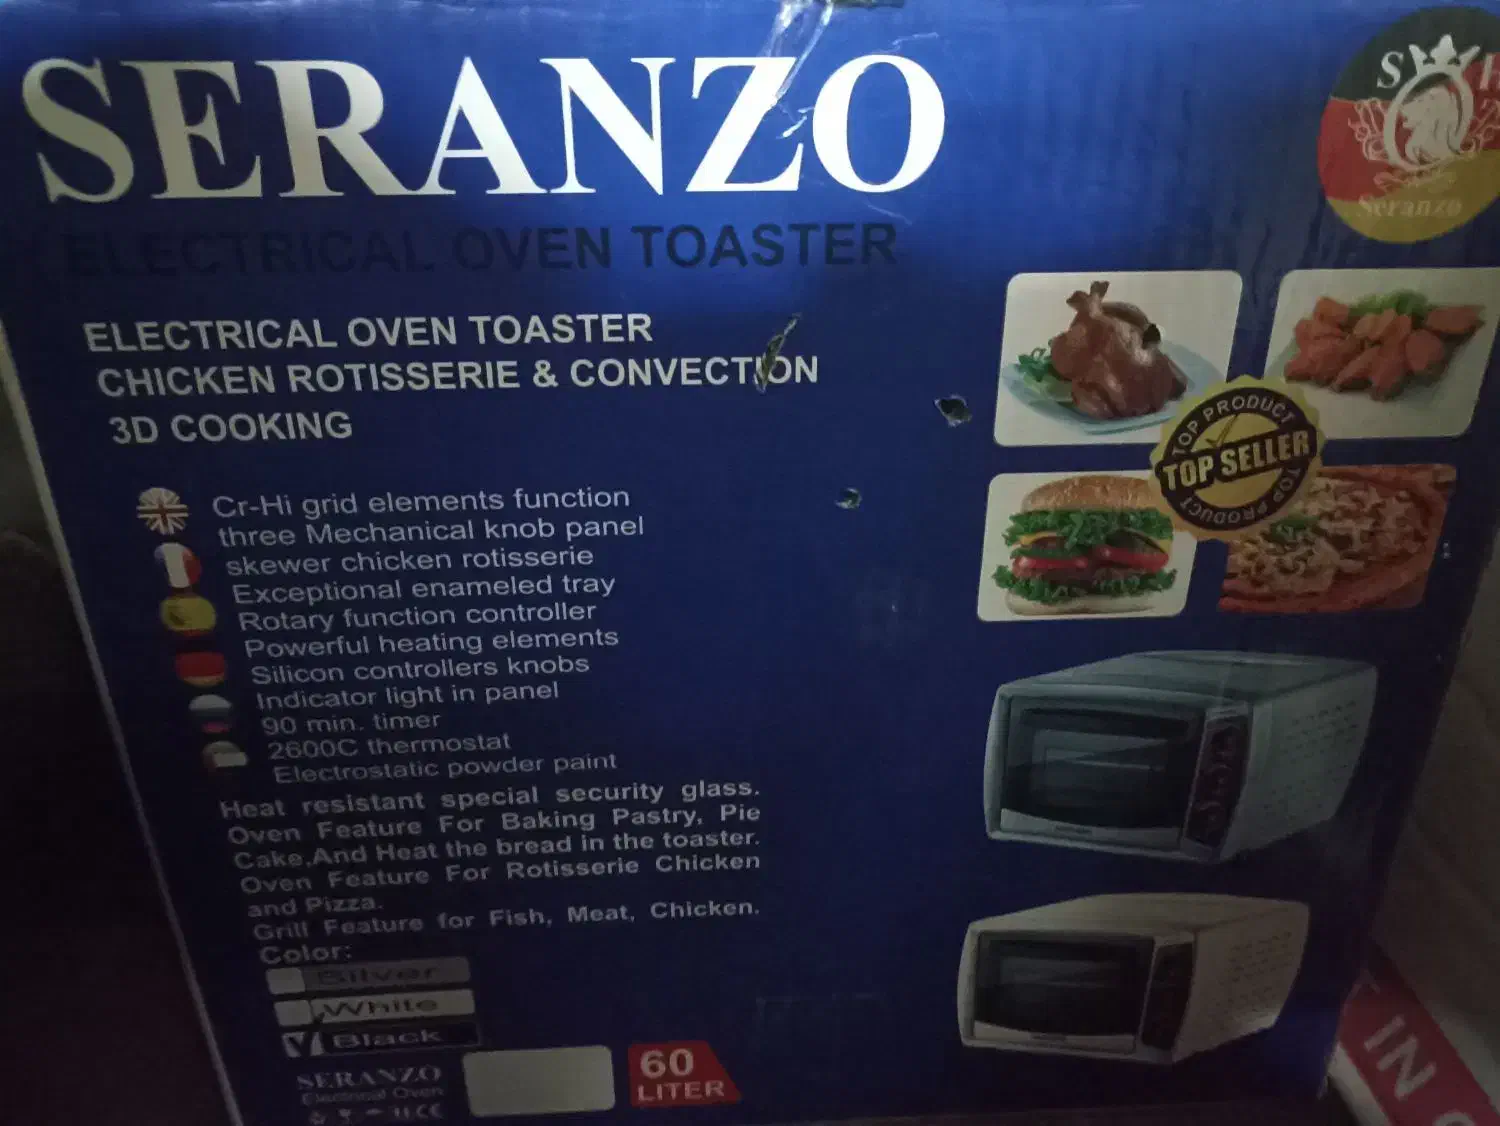 SERANZO
S
Seranzo
ELECTRICAL OVEN TOASTER
ELECTRICAL OVEN TOASTER
CHICKEN ROTISSERIE & CONVECTION
3D COOKING
Cr-Hi grid elements function
three Mechanical knob panel
skewer chicken rotisserie
Exceptional enameled tray
Rotary function controller
Powerful heating elements
Silicon controllers knobs
Indicator light in panel
90 min. timer
2600C thermostat
Electrostatic powder paint
Heat resistant special security glass.
Oven Feature For Baking Pastry, Pie
Cake,And Heat the bread in the toaster.
Oven Feature For Rotisserie Chicken
and Pizza.
Grill Feature for Fish, Meat, Chicken.
Color:
Silver
White
Black
SERANZO
Electrical Oven
60
LITER
TOP PRODUCT
TOP SELLER
TOP PRODUCT
IN